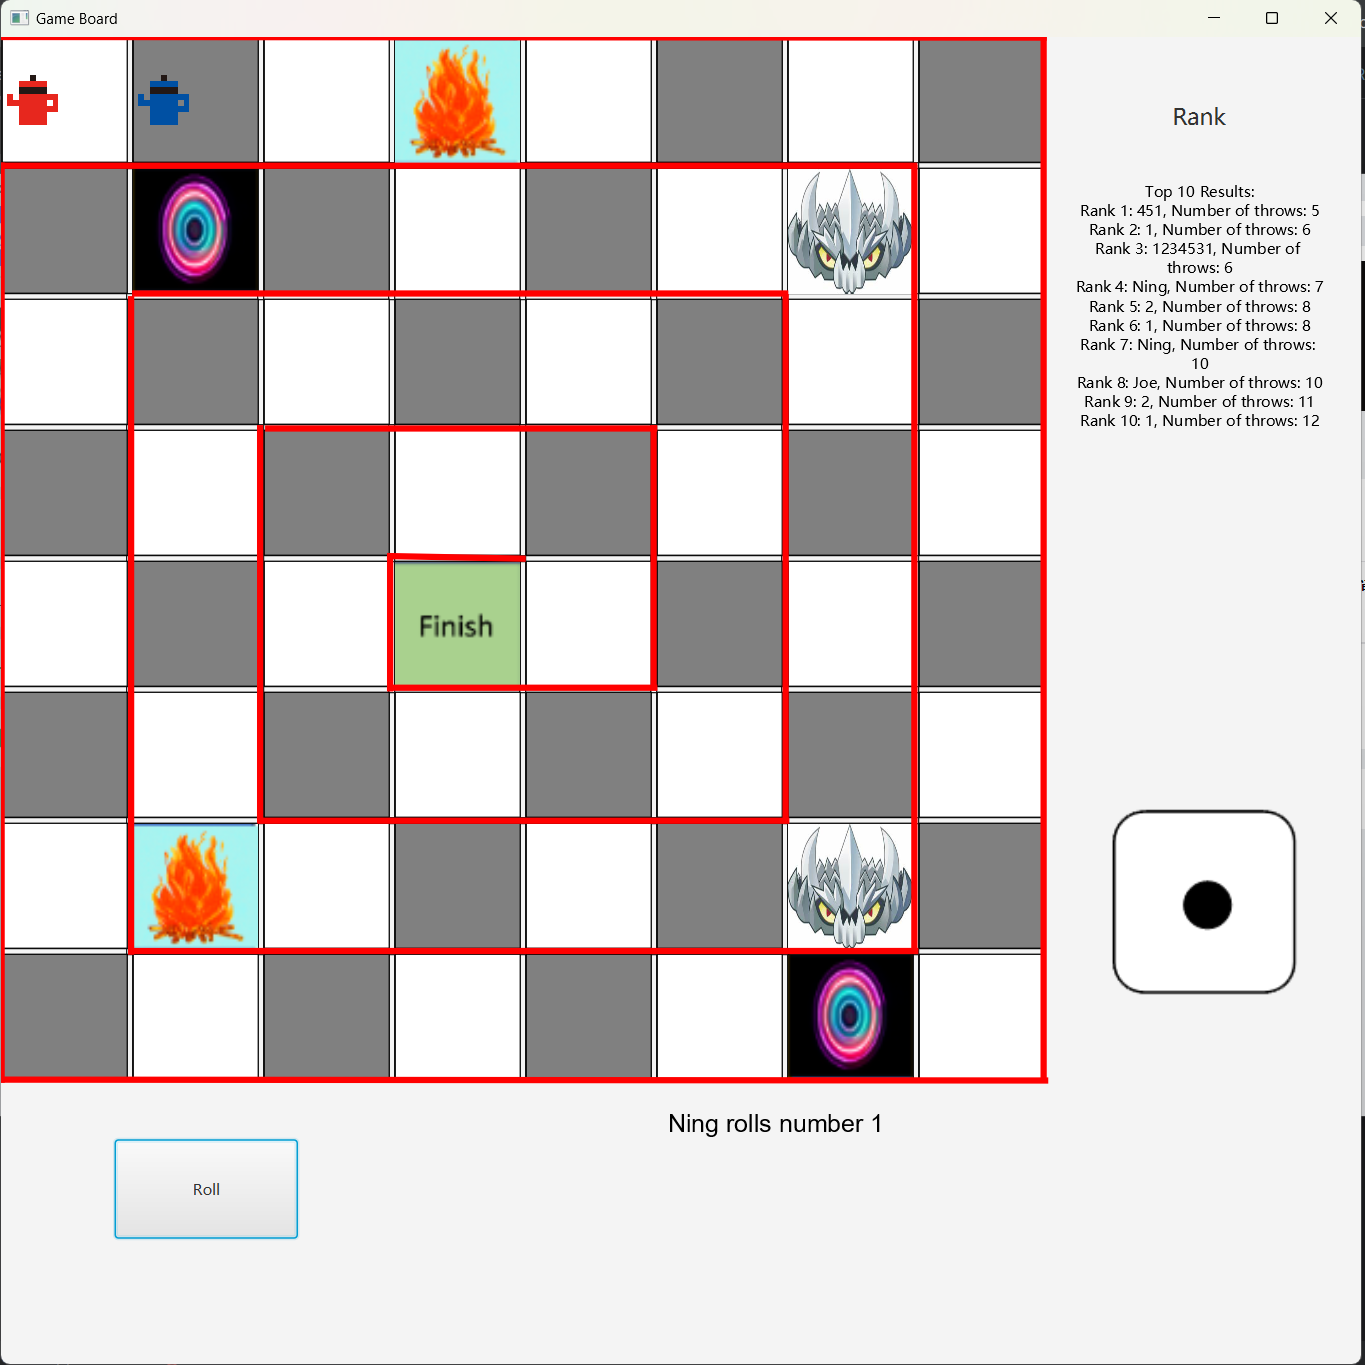 Game Board
Rank
Top 10 Results:
Rank 1: 451, Number of throws: 5
Rank 2: 1, Number of throws: 6
Rank 3: 1234531, Number of
throws: 6
Rank 4: Ning, Number of throws: 7
Rank 5: 2, Number of throws: 8
Rank 6: 1, Number of throws: 8
Rank 7: Ning, Number of throws:
10
Rank 8: Joe, Number of throws: 10
Rank 9: 2, Number of throws: 11
Rank 10: 1, Number of throws: 12
Finish
Ning rolls number 1
Roll